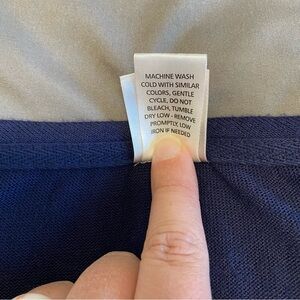 MACHINE WASH
COLD WITH SIMILAR
COLORS, GENTLE
CYCLE, DO NOT
BLEACH, TUMBLE
DRY LOW - REMOVE
PROMPTLY, LOW
IRON IF NEEDED